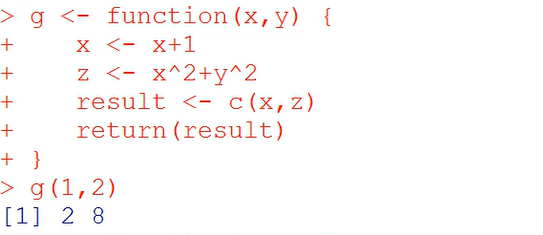 > g <- function(x,y) {
+    x <- x+1
+    z <- x^2+y^2
+    result <- c(x,z)
+    return(result)
+ }
> g(1,2)
[1] 2 8